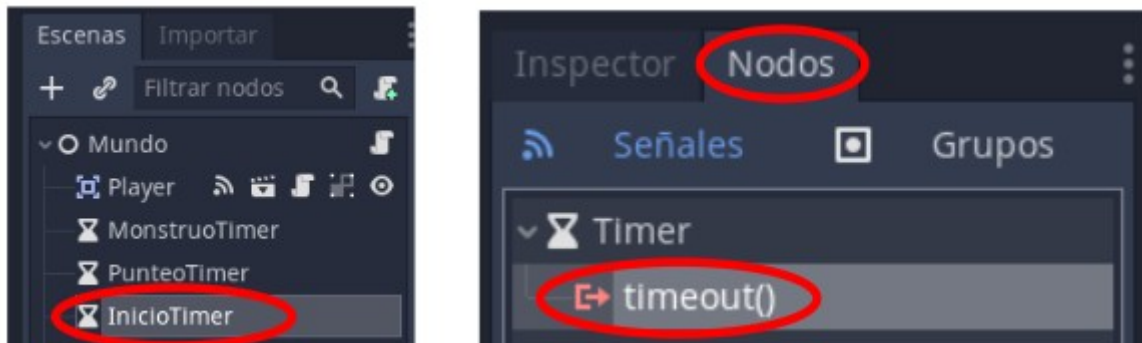 Escenas Importar
Filtrar nodos
Mundo
Player
MonstruoTimer
PunteoTimer
InicioTimer
Inspector Nodos
Señales Grupos
Timer
timeout()